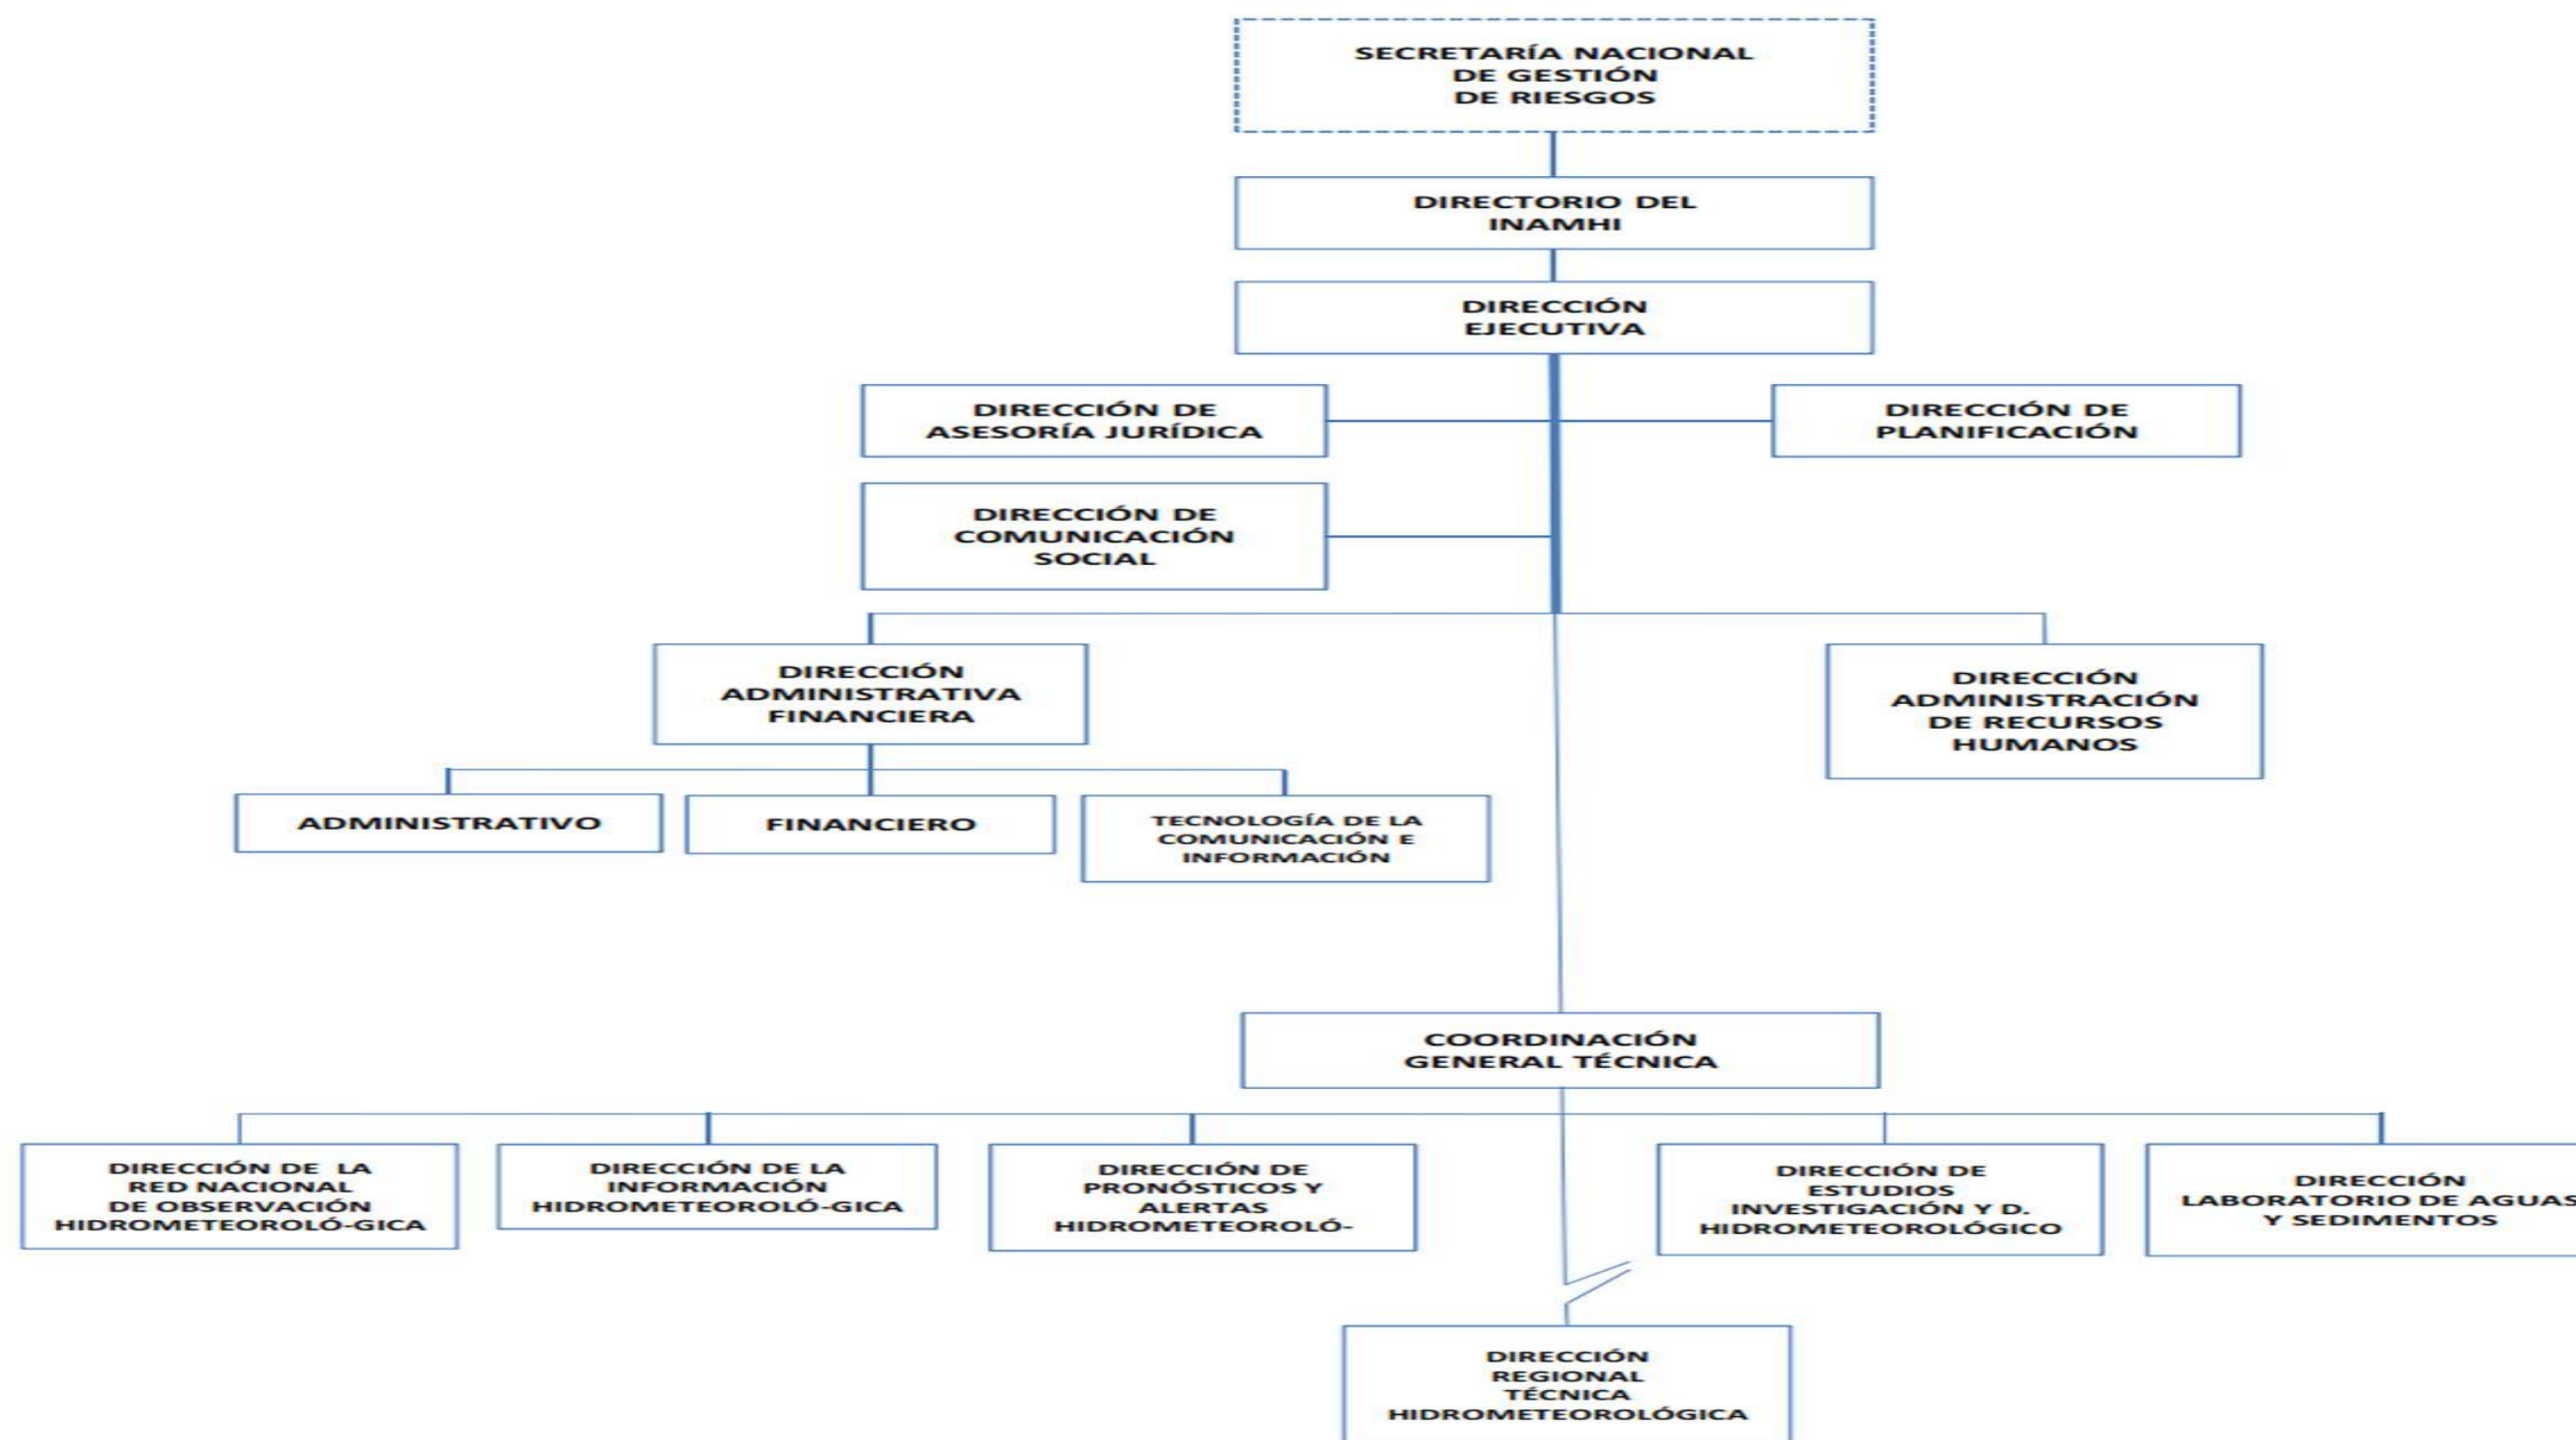 SECRETARÍA NACIONAL
DE GESTIÓN
DE RIESGOS
DIRECTORIO DEL
INAMHI
DIRECCIÓN
EJECUTIVA
DIRECCIÓN DE
ASESORÍA JURÍDICA
DIRECCIÓN DE
PLANIFICACIÓN
DIRECCIÓN DE
COMUNICACIÓN
SOCIAL
DIRECCIÓN
ADMINISTRATIVA
FINANCIERA
DIRECCIÓN
ADMINISTRACIÓN
DE RECURSOS
HUMANOS
ADMINISTRATIVO
FINANCIERO
TECNOLOGÍA DE LA
COMUNICACIÓN E
INFORMACIÓN
COORDINACIÓN
GENERAL TÉCNICA
DIRECCIÓN DE LA
RED NACIONAL
DE OBSERVACIÓN
HIDROMETEOROLÓ-GICA
DIRECCIÓN DE LA
INFORMACIÓN
HIDROMETEOROLÓ-GICA
DIRECCIÓN DE
PRONÓSTICOS Y
ALERTAS
HIDROMETEOROLÓ-
DIRECCIÓN DE
ESTUDIOS
INVESTIGACIÓN Y D.
HIDROMETEOROLÓGICO
DIRECCIÓN
LABORATORIO DE AGUAS
Y SEDIMENTOS
DIRECCIÓN
REGIONAL
TÉCNICA
HIDROMETEOROLÓGICA